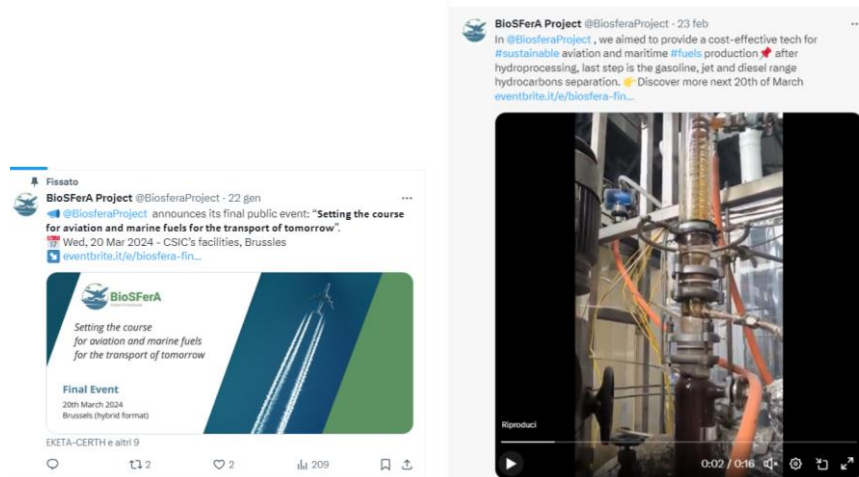 Fissato
BioSFerA Project @BiosferaProject · 22 gen
@BiosferaProject announces its final public event: "Setting the course
for aviation and marine fuels for the transport of tomorrow".
Wed, 20 Mar 2024 - CSIC's facilities, Brussles
eventbrite.it/e/biosfera-fin...
BioSFerA
Setting the course
for aviation and marine fuels
for the transport of tomorrow
Final Event
20th March 2024
Brussels (hybrid format)
EKETA-CERTH e altri 9
2
2
209
BioSFerA Project @BiosferaProject · 23 feb
In @BiosferaProject , we aimed to provide a cost-effective tech for
#sustainable aviation and maritime #fuels production after
hydroprocessing, last step is the gasoline, jet and diesel range
hydrocarbons separation. Discover more next 20th of March
eventbrite.it/e/biosfera-fin...
Riproduci
0:02 / 0:16